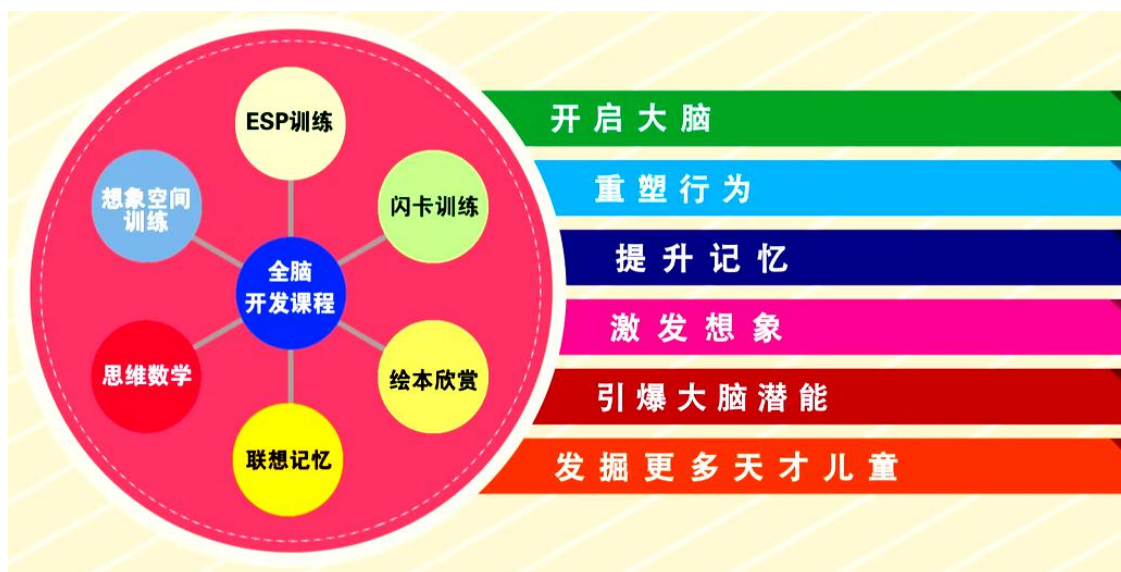 ESP训练
闪卡训练
绘本欣赏
联想记忆
思维数学
想象空间
训练
全脑
开发课程
开启大脑
重塑行为
提升记忆
激发想象
引爆大脑潜能
发掘更多天才儿童